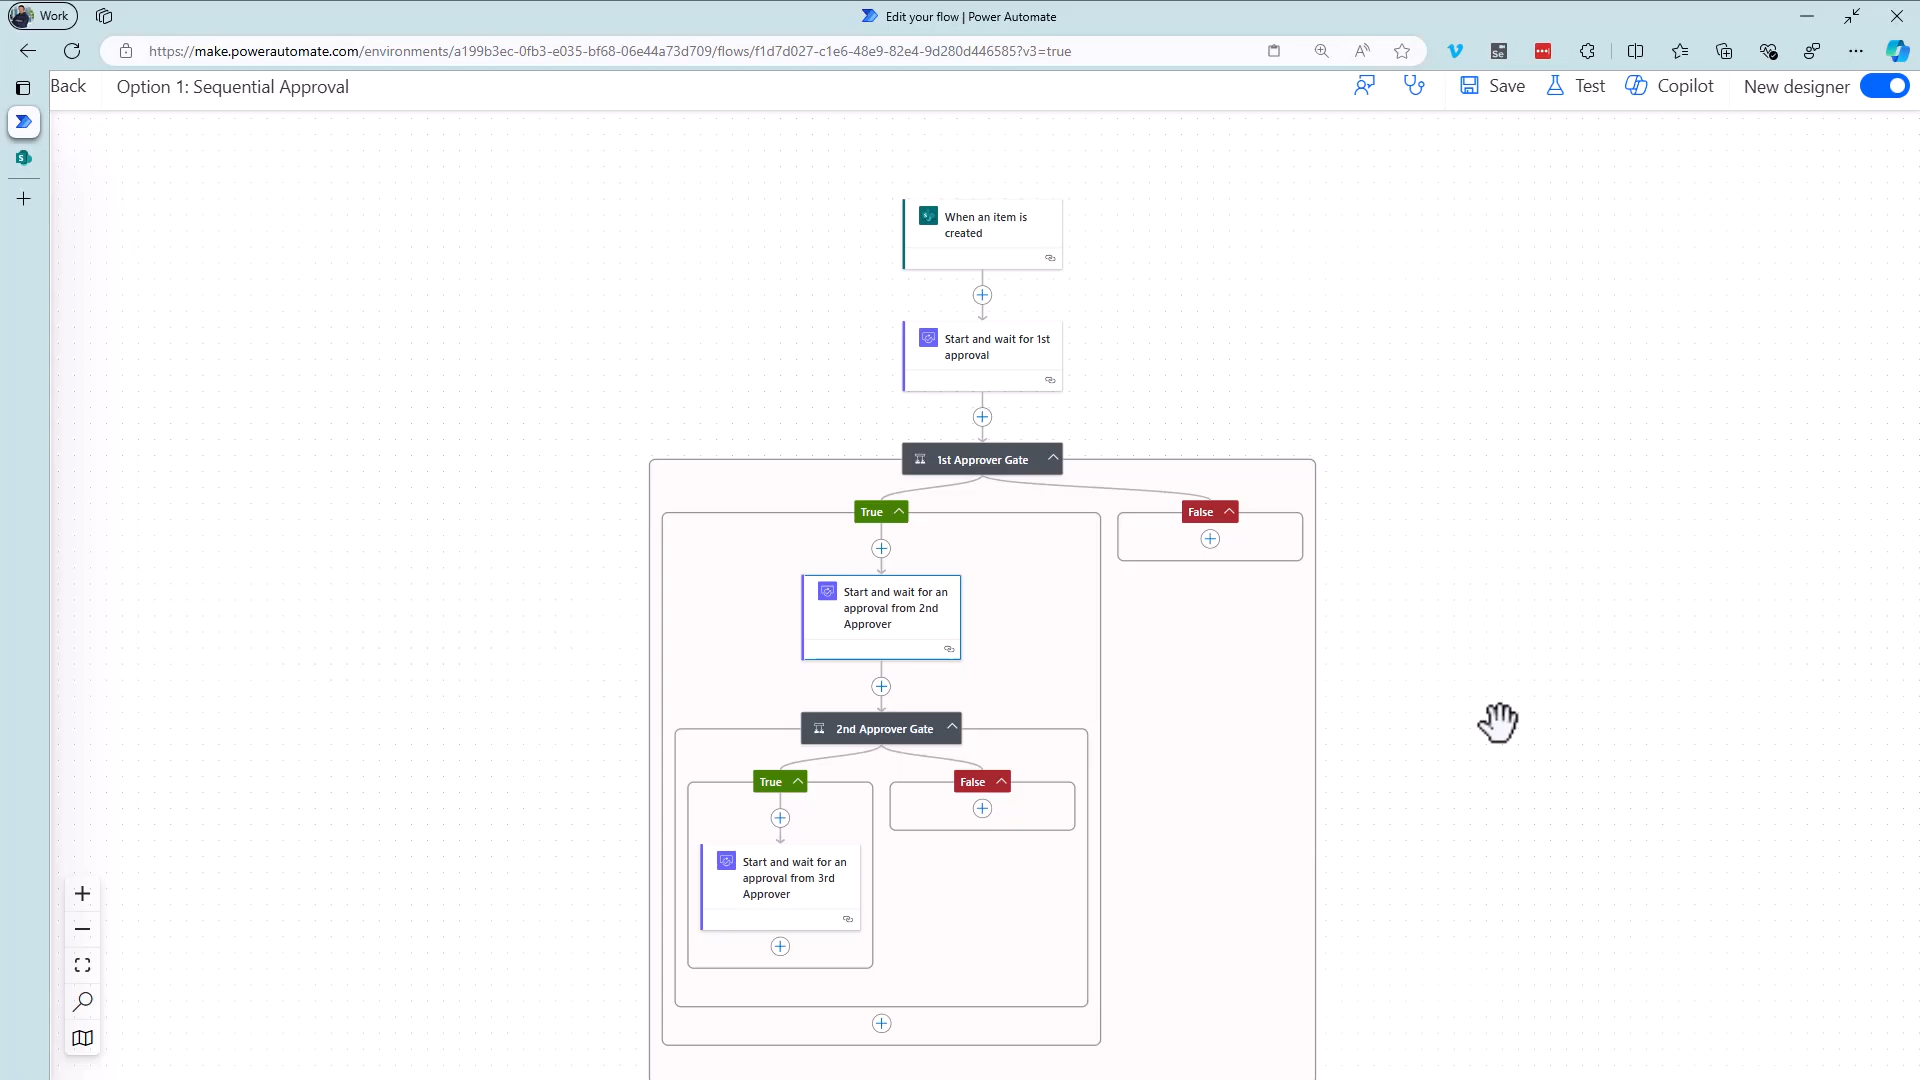 Work
Edit your flow | Power Automate
https://make.powerautomate.com/environments/a199b3ec-0fb3-e035-bf68-06e44a73d709/flows/f1d7d027-c1e6-48e9-82e4-9d280d446585?v3=true
Back
Option 1: Sequential Approval
Save
Test
Copilot
New designer
When an item is
created
Start and wait for 1st
approval
1st Approver Gate
True
False
Start and wait for an
approval from 2nd
Approver
2nd Approver Gate
True
False
Start and wait for an
approval from 3rd
Approver